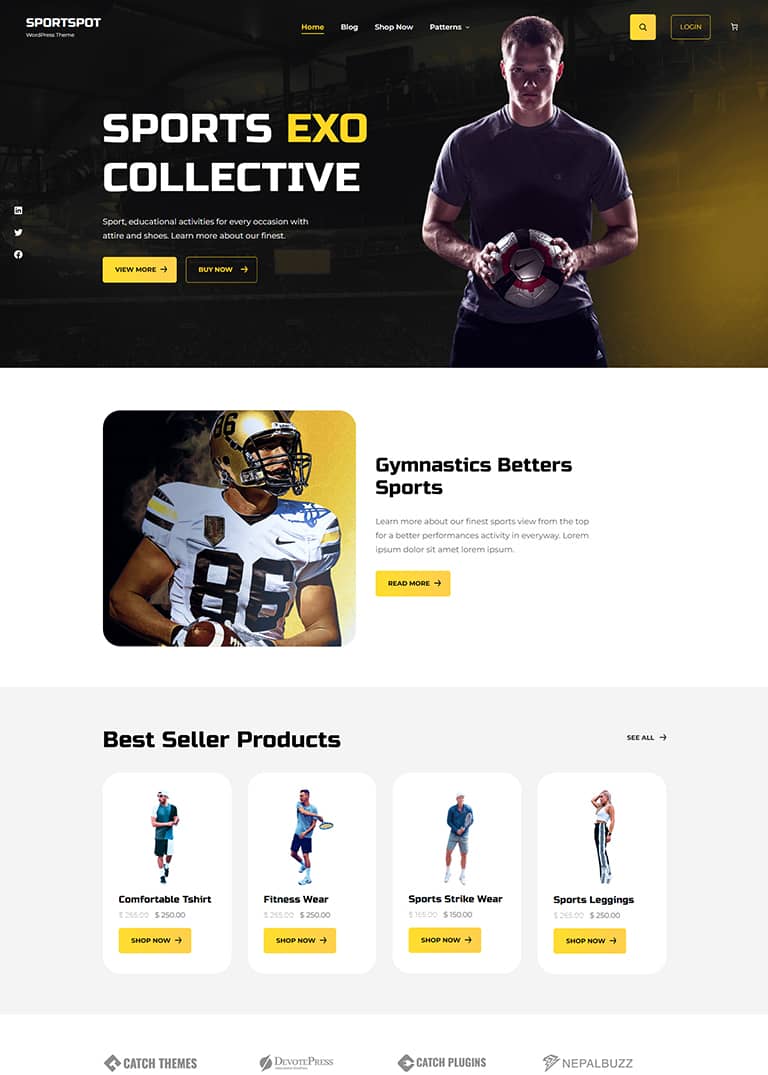 SPORTSPOT
WordPress Theme
Home Blog Shop Now Patterns
LOGIN
SPORTS EXO
COLLECTIVE
Sport, educational activities for every occasion with
attire and shoes. Learn more about our finest.
VIEW MORE BUY NOW
86
86
Gymnastics Betters
Sports
Learn more about our finest sports view from the top
for a better performances activity in everyway. Lorem
ipsum dolor sit amet lorem ipsum.
READ MORE
Best Seller Products
SEE ALL
Comfortable Tshirt
$ 265.00 $ 250.00
SHOP NOW
Fitness Wear
$ 265.00 $ 250.00
SHOP NOW
Sports Strike Wear
$ 165.00 $ 150.00
SHOP NOW
Sports Leggings
$ 265.00 $ 250.00
SHOP NOW
CATCH THEMES
DEVOTEPRESS
CATCH PLUGINS
NEPALBUZZ